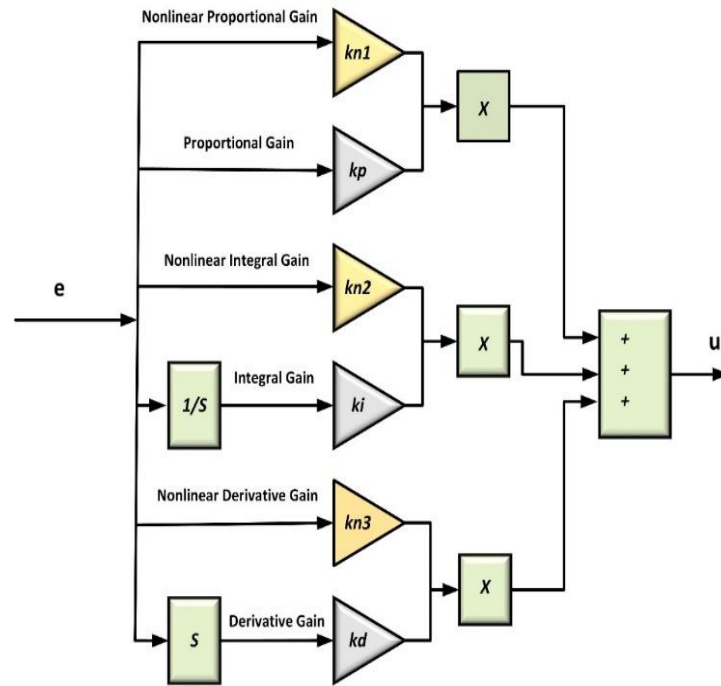 Nonlinear Proportional Gain
kn1
X
Proportional Gain
kp
Nonlinear Integral Gain
e
kn2
+
u
X
+
Integral Gain
1/S
ki
+
Nonlinear Derivative Gain
kn3
X
Derivative Gain
S
kd